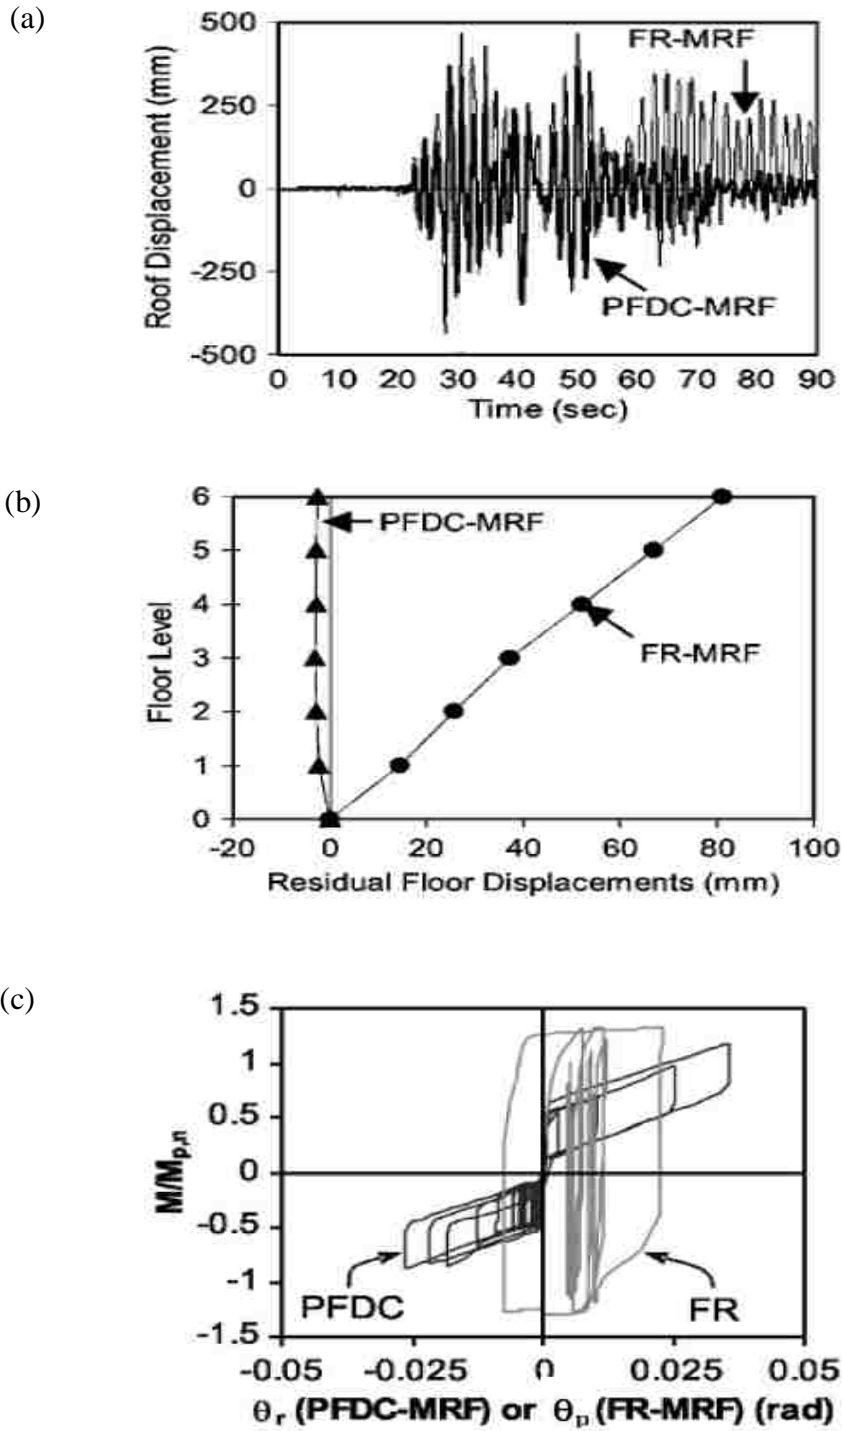 (a)
500
250
0
-250
-500
Roof Displacement (mm)
FR-MRF
PFDC-MRF
0 10 20 30 40 50 60 70 80 90
Time (sec)
(b)
6
5
4
3
2
1
0
Floor Level
PFDC-MRF
FR-MRF
-20 0 20 40 60 80 100
Residual Floor Displacements (mm)
(c)
1.5
1
0.5
0
-0.5
-1
-1.5
M/Mp,n
PFDC
FR
-0.05 -0.025 0 0.025 0.05
θr (PFDC-MRF) or θp (FR-MRF) (rad)